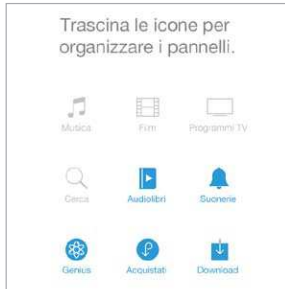 Trascina le icone per
organizzare i pannelli.
Musica Film Programmi TV
Cerca Audiolibri Suonerie
Genius Acquistati Download